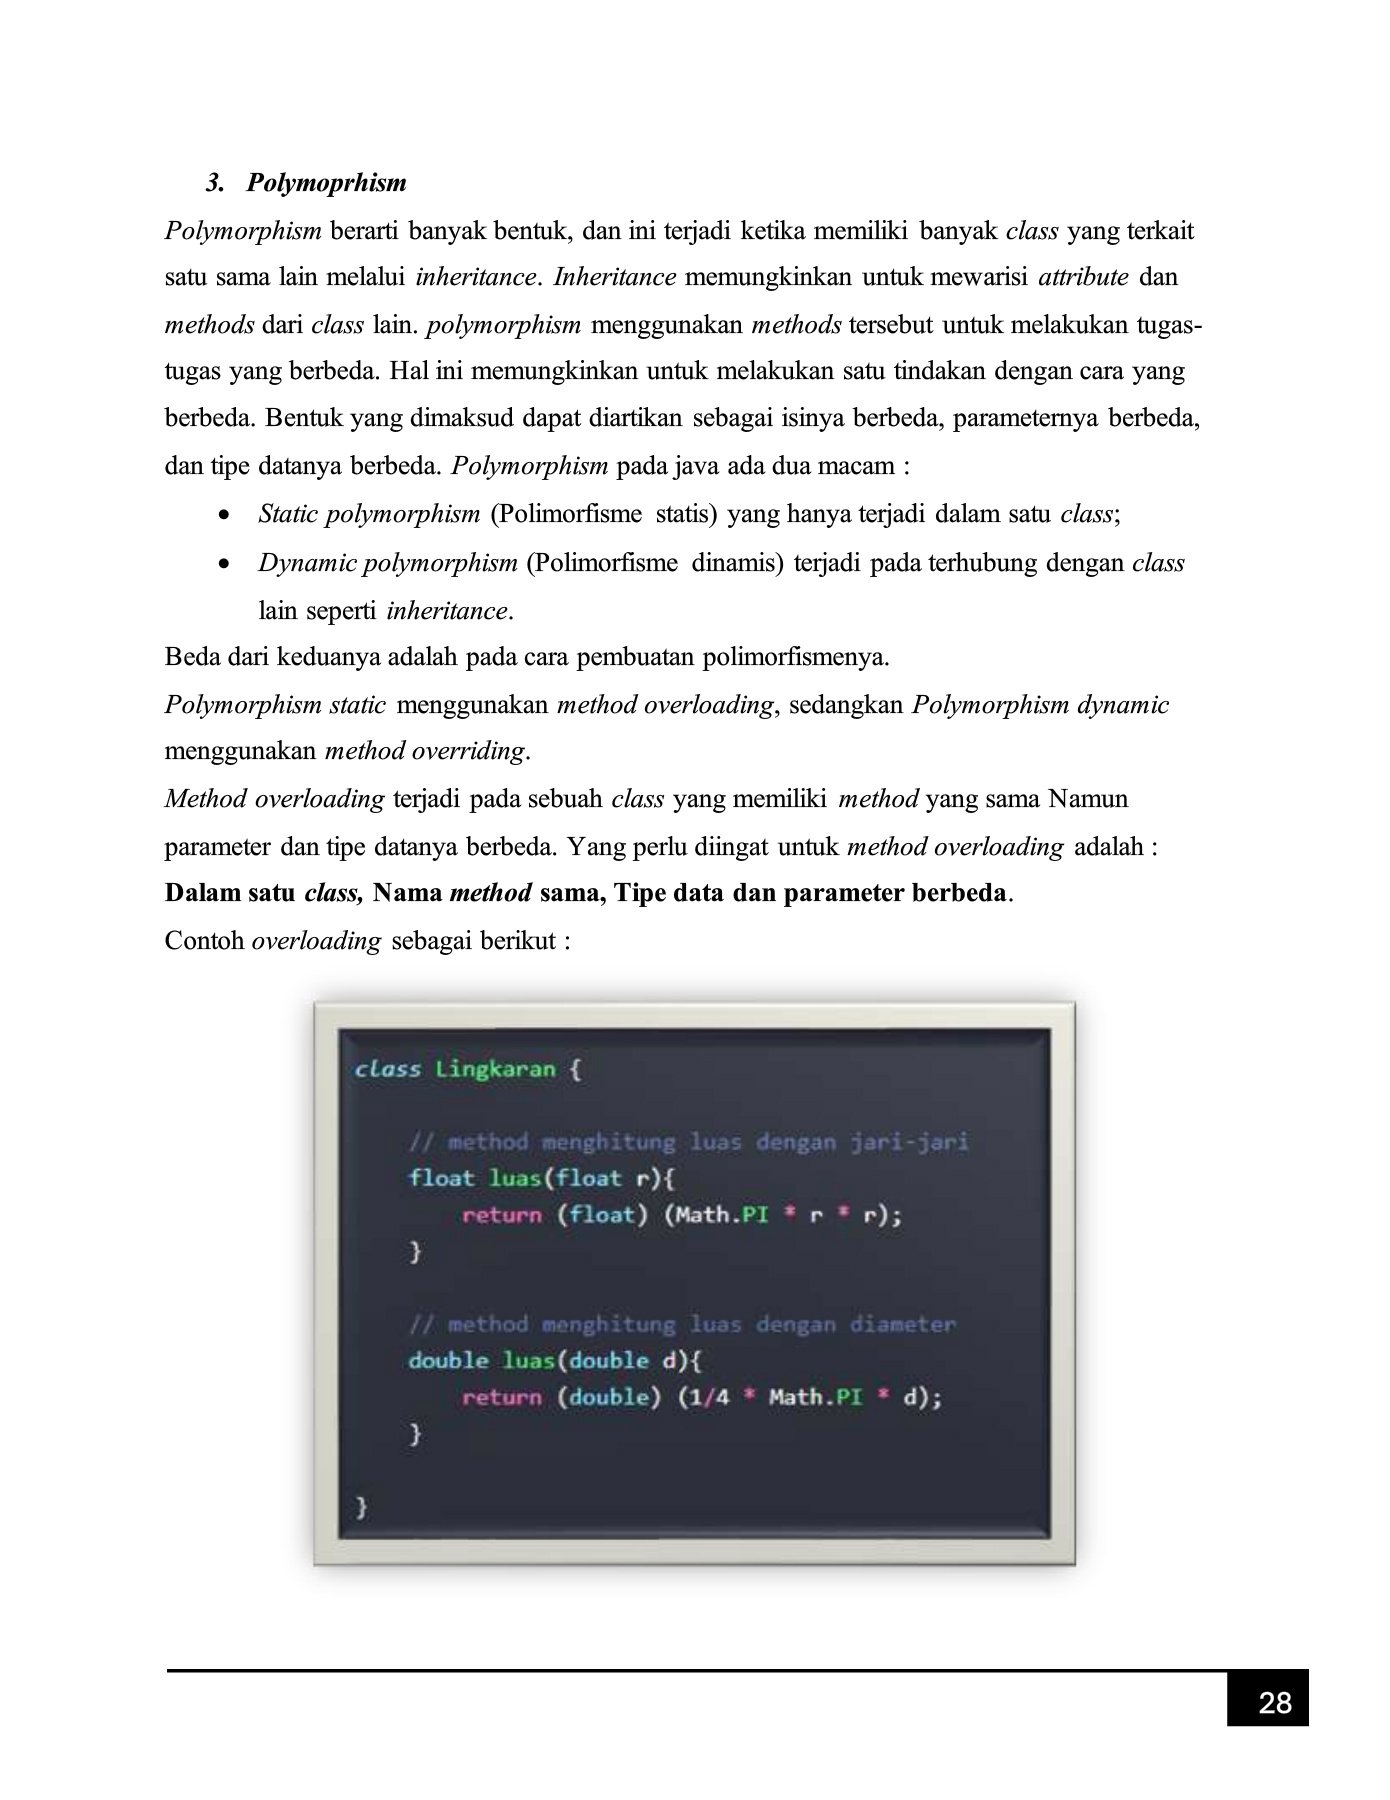 3. Polymoprhism
Polymorphism berarti banyak bentuk, dan ini terjadi ketika memiliki banyak class yang terkait
satu sama lain melalui inheritance. Inheritance memungkinkan untuk mewarisi attribute dan
methods dari class lain. polymorphism menggunakan methods tersebut untuk melakukan tugas-
tugas yang berbeda. Hal ini memungkinkan untuk melakukan satu tindakan dengan cara yang
berbeda. Bentuk yang dimaksud dapat diartikan sebagai isinya berbeda, parameternya berbeda,
dan tipe datanya berbeda. Polymorphism pada java ada dua macam :
• Static polymorphism (Polimorfisme statis) yang hanya terjadi dalam satu class;
• Dynamic polymorphism (Polimorfisme dinamis) terjadi pada terhubung dengan class
lain seperti inheritance.
Beda dari keduanya adalah pada cara pembuatan polimorfismenya.
Polymorphism static menggunakan method overloading, sedangkan Polymorphism dynamic
menggunakan method overriding.
Method overloading terjadi pada sebuah class yang memiliki method yang sama Namun
parameter dan tipe datanya berbeda. Yang perlu diingat untuk method overloading adalah :
Dalam satu class, Nama method sama, Tipe data dan parameter berbeda.
Contoh overloading sebagai berikut :
class Lingkaran {
// method menghitung luas dengan jari-jari
float luas(float r){
return (float) (Math.PI * r * r);
}
// method menghitung luas dengan diameter
double luas(double d){
return (double) (1/4 * Math.PI * d);
}
}
28